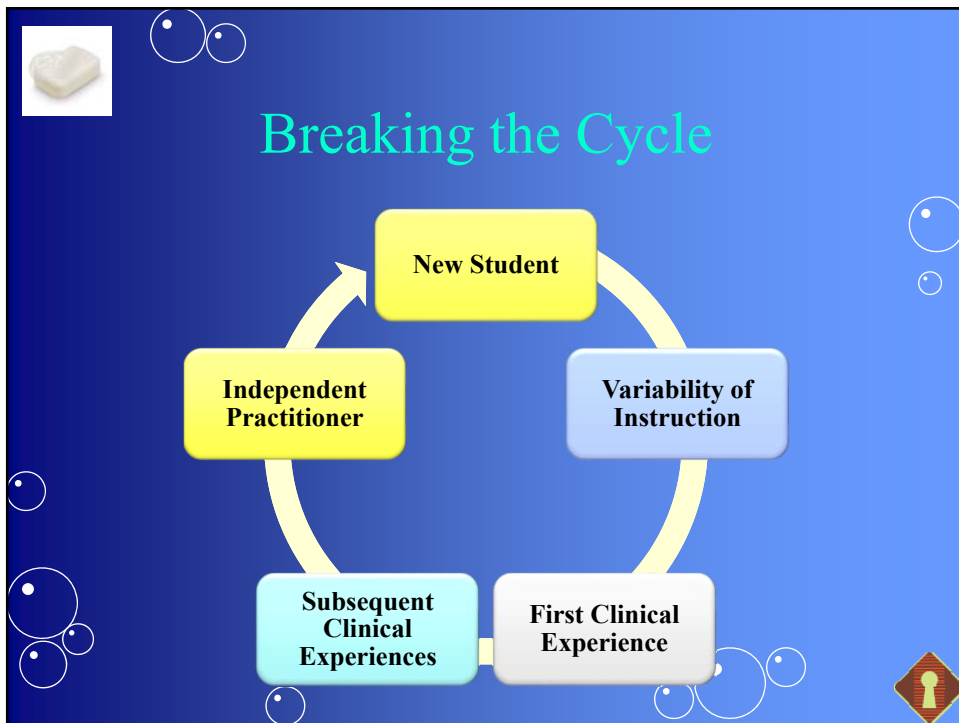 Breaking the Cycle
New Student
Variability of
Instruction
First Clinical
Experience
Subsequent
Clinical
Experiences
Independent
Practitioner